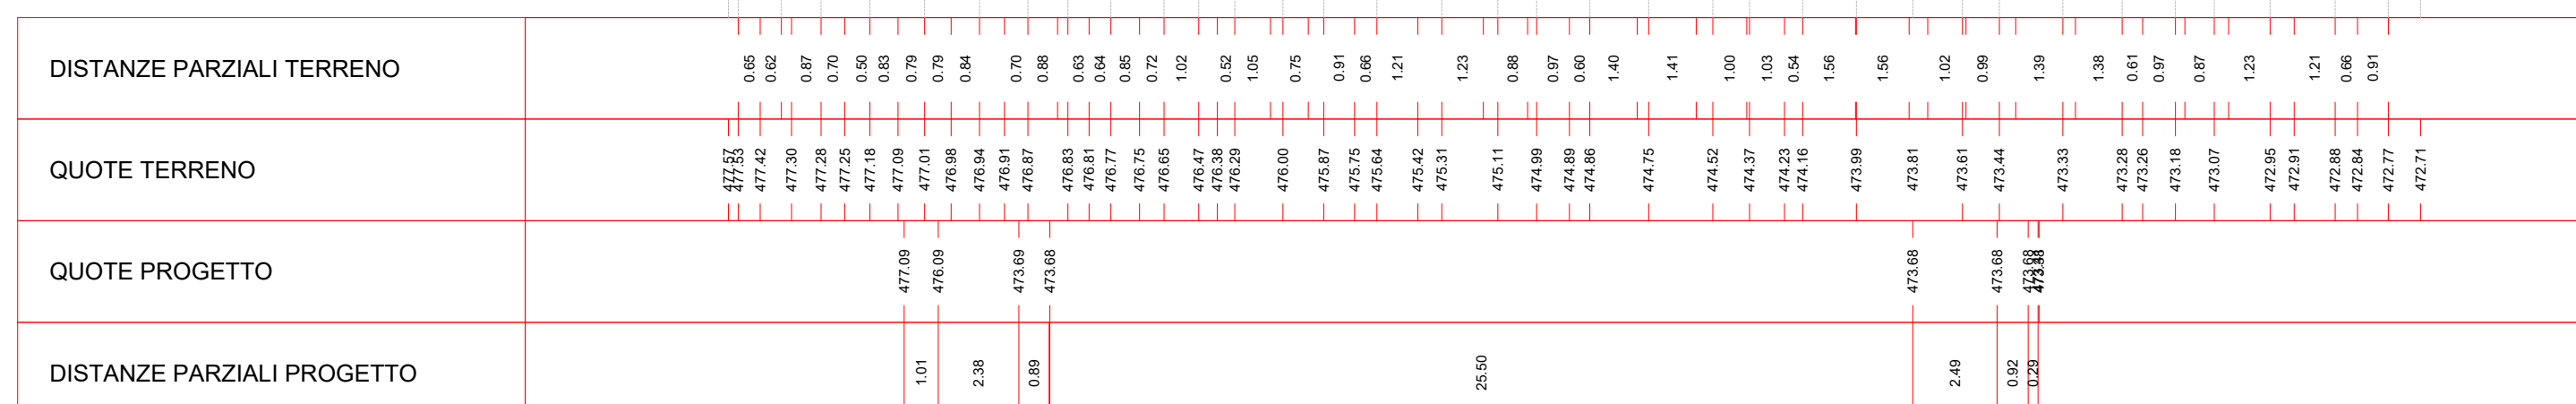 DISTANZE PARZIALI TERRENO 0.65 0.62 0.87 0.70 0.50 0.83 0.79 0.79 0.84 0.70 0.88 0.63 0.64 0.85 0.72 1.02 0.52 1.05 0.75 0.91 0.66 1.21 1.23 0.88 0.97 0.60 1.40 1.41 1.00 1.03 0.54 1.56 1.56 1.02 0.99 1.39 1.38 0.61 0.97 0.87 1.23 1.21 0.66 0.91
QUOTE TERRENO 477.57 477.53 477.42 477.30 477.28 477.25 477.18 477.09 477.01 476.98 476.94 476.91 476.87 476.83 476.81 476.77 476.75 476.65 476.47 476.38 476.29 476.00 475.87 475.75 475.64 475.42 475.31 475.11 474.99 474.89 474.86 474.75 474.52 474.37 474.23 474.16 473.99 473.81 473.61 473.44 473.33 473.28 473.26 473.18 473.07 472.95 472.91 472.88 472.84 472.77 472.71
QUOTE PROGETTO 477.09 476.09 473.69 473.68 473.68 473.68 473.68
DISTANZE PARZIALI PROGETTO 1.01 2.38 0.89 25.50 2.49 0.92 0.29